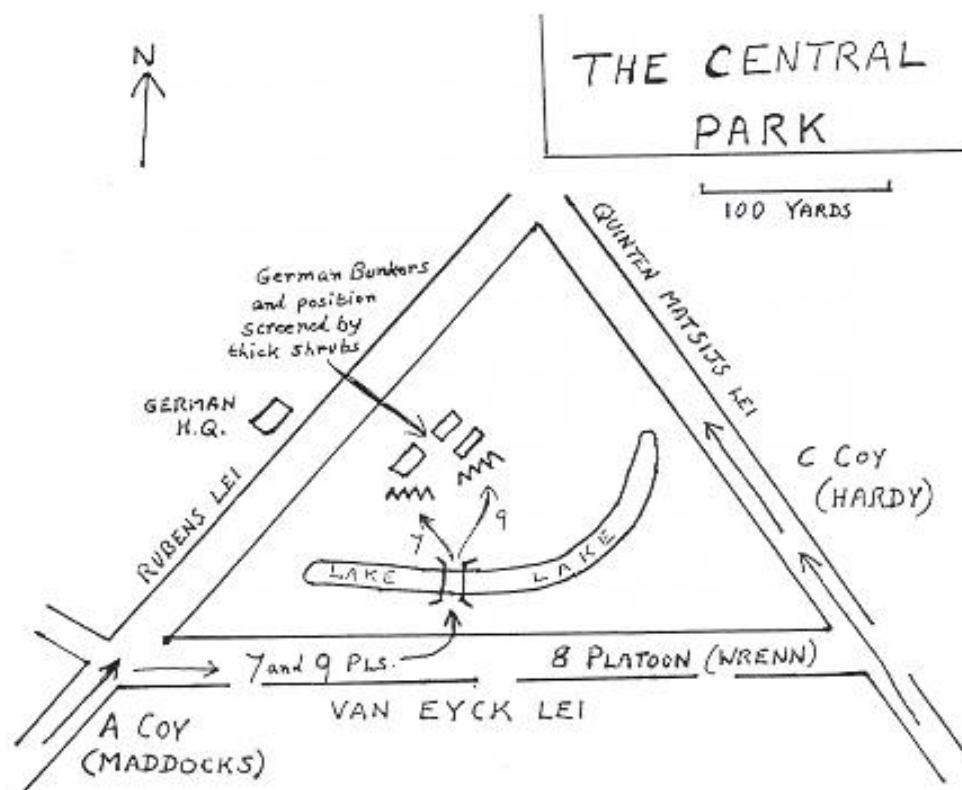 N
THE CENTRAL
PARK
100 YARDS
QUINTEN MATSIJS LEI
German Bunkers
and position
screened by
thick shrubs
GERMAN
H.Q.
RUBENS LEI
C COY
(HARDY)
7
9
LAKE
LAKE
7 and 9 PLS.
8 PLATOON (WRENN)
VAN EYCK LEI
A COY
(MADDOCKS)